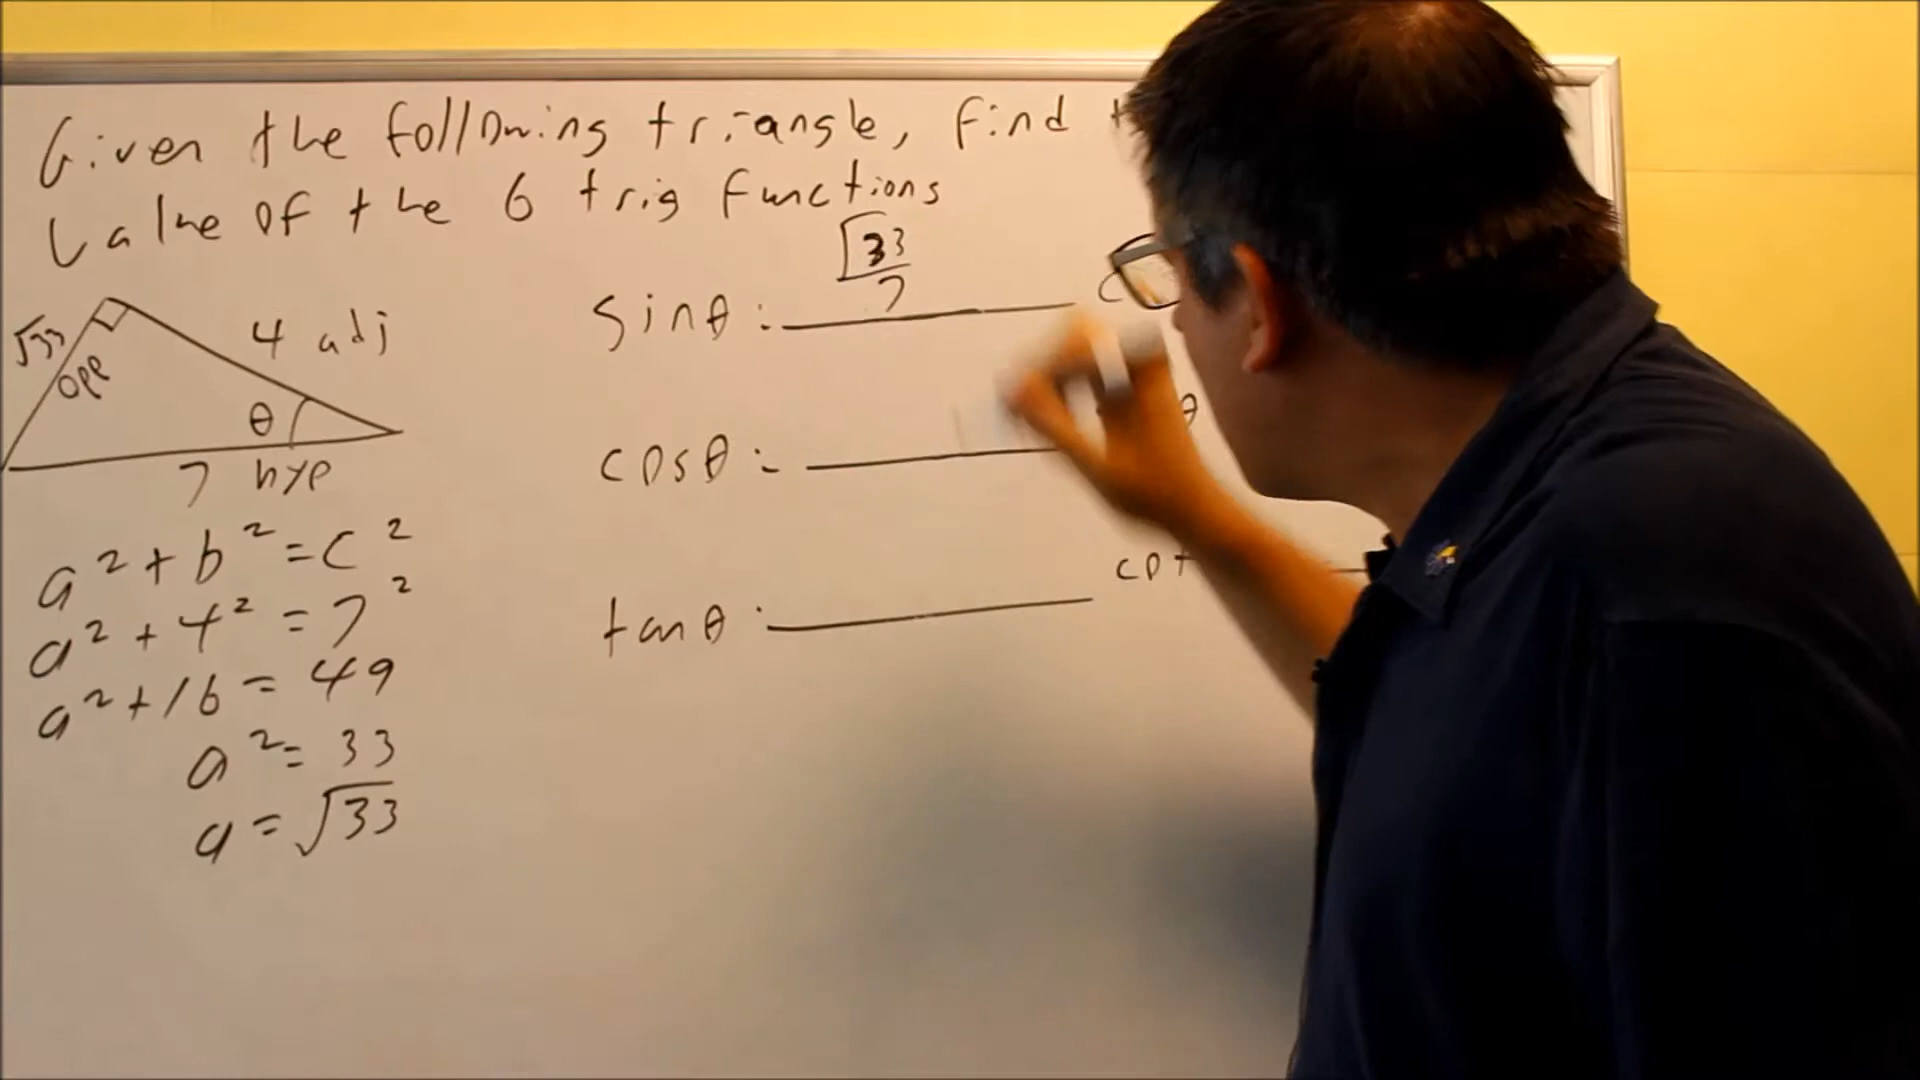 Given the following triangle, find
Value of the 6 trig functions
√33
opp
4 adj
θ
7 hyp
a² + b² = c²
a² + 4² = 7²
a² + 16 = 49
a² = 33
a = √33
sinθ: √33/7
cosθ:
tanθ:
θ
cot